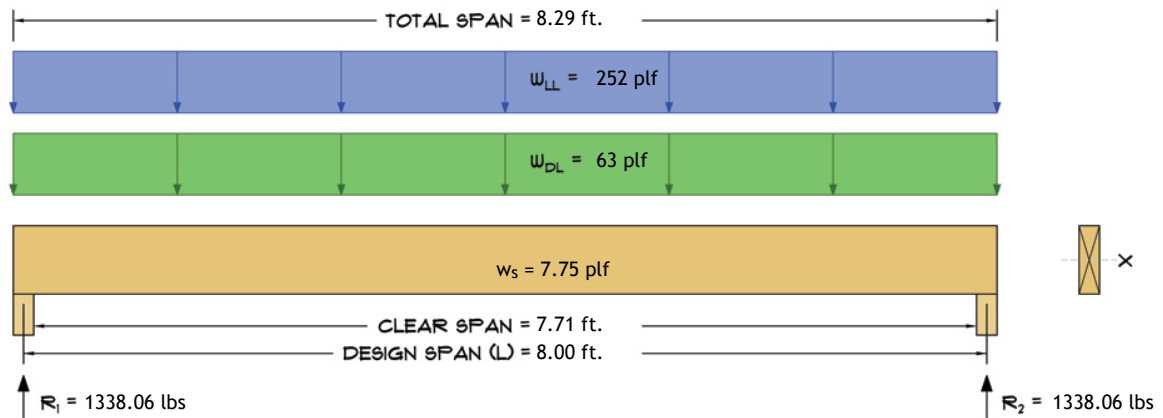 TOTAL SPAN = 8.29 ft.
WLL = 252 plf
WDL = 63 plf
ws = 7.75 plf
X
CLEAR SPAN = 7.71 ft.
DESIGN SPAN (L) = 8.00 ft.
R1 = 1338.06 lbs
R2 = 1338.06 lbs